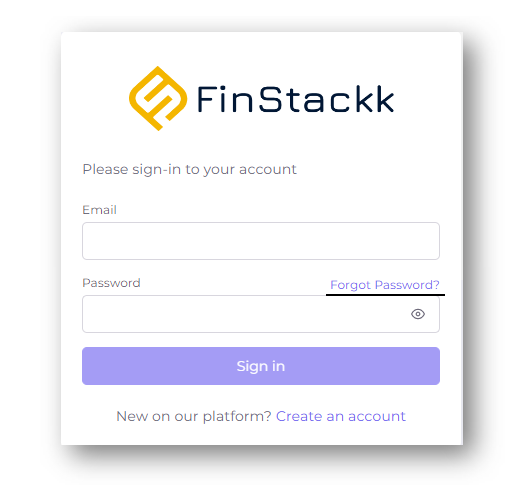 FinStackk
Please sign-in to your account
Email
Password
Forgot Password?
Sign in
New on our platform? Create an account